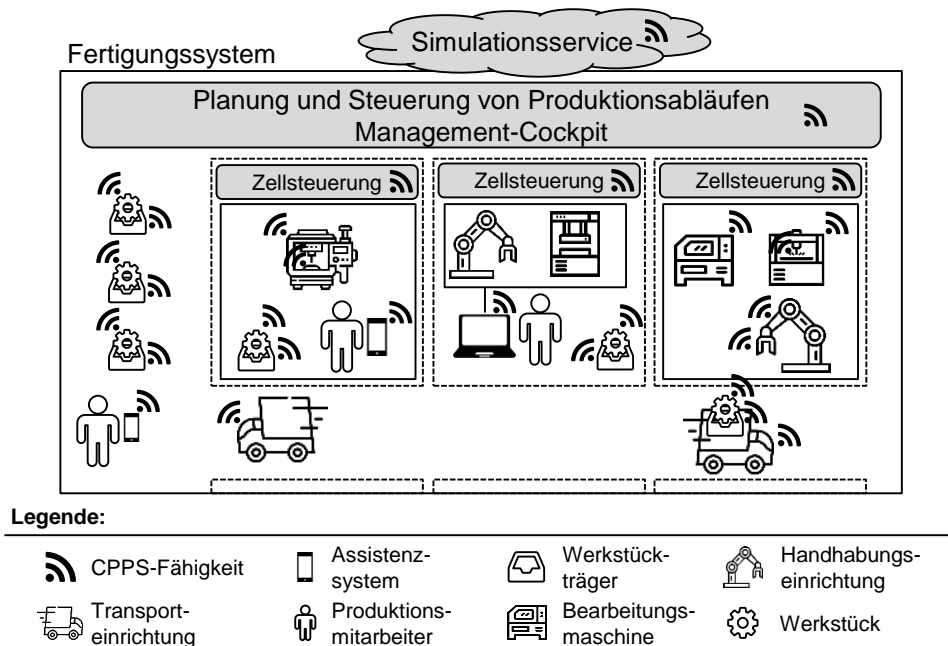 Simulationsservice
Fertigungssystem
Planung und Steuerung von Produktionsabläufen
Management-Cockpit
Zellsteuerung
Zellsteuerung
Zellsteuerung
Legende:
CPPS-Fähigkeit
Assistenz-
system
Werkstück-
träger
Handhabungs-
einrichtung
Transport-
einrichtung
Produktions-
mitarbeiter
Bearbeitungs-
maschine
Werkstück